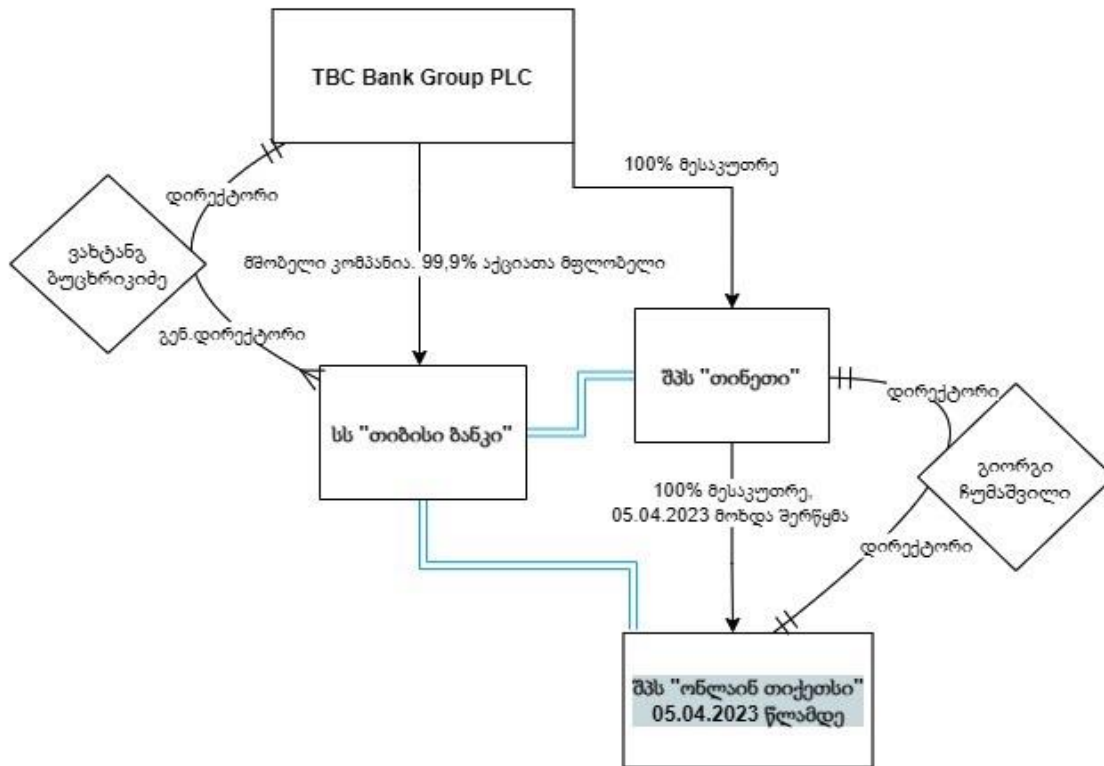 TBC Bank Group PLC
100% მესაკუთრე
დირექტორი
ვახტანგ
ბუცხრიკიძე
მშობელი კომპანია. 99,9% აქციათა მფლობელი
გენ.დირექტორი
შპს "თინეთი"
დირექტორი
სს "თიბისი ბანკი"
გიორგი
ჩუმაშვილი
100% მესაკუთრე,
05.04.2023 მოხდა შერწყმა
დირექტორი
შპს "ონლაინ თიქეთსი"
05.04.2023 წლამდე